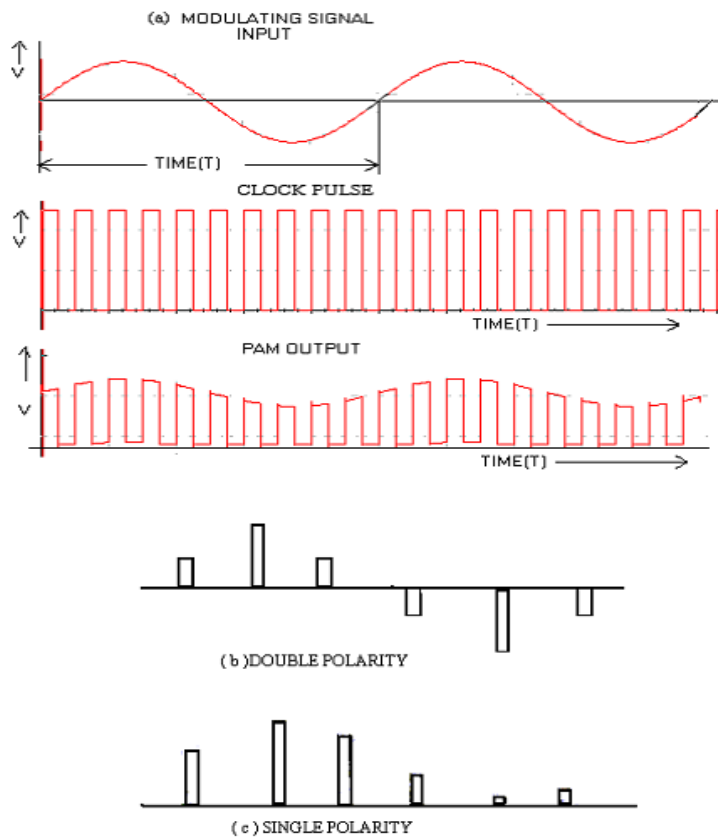 (a) MODULATING SIGNAL
INPUT
V
TIME(T)
CLOCK PULSE
V
TIME(T)
PAM OUTPUT
V
TIME(T)
( b )DOUBLE POLARITY
( c ) SINGLE POLARITY